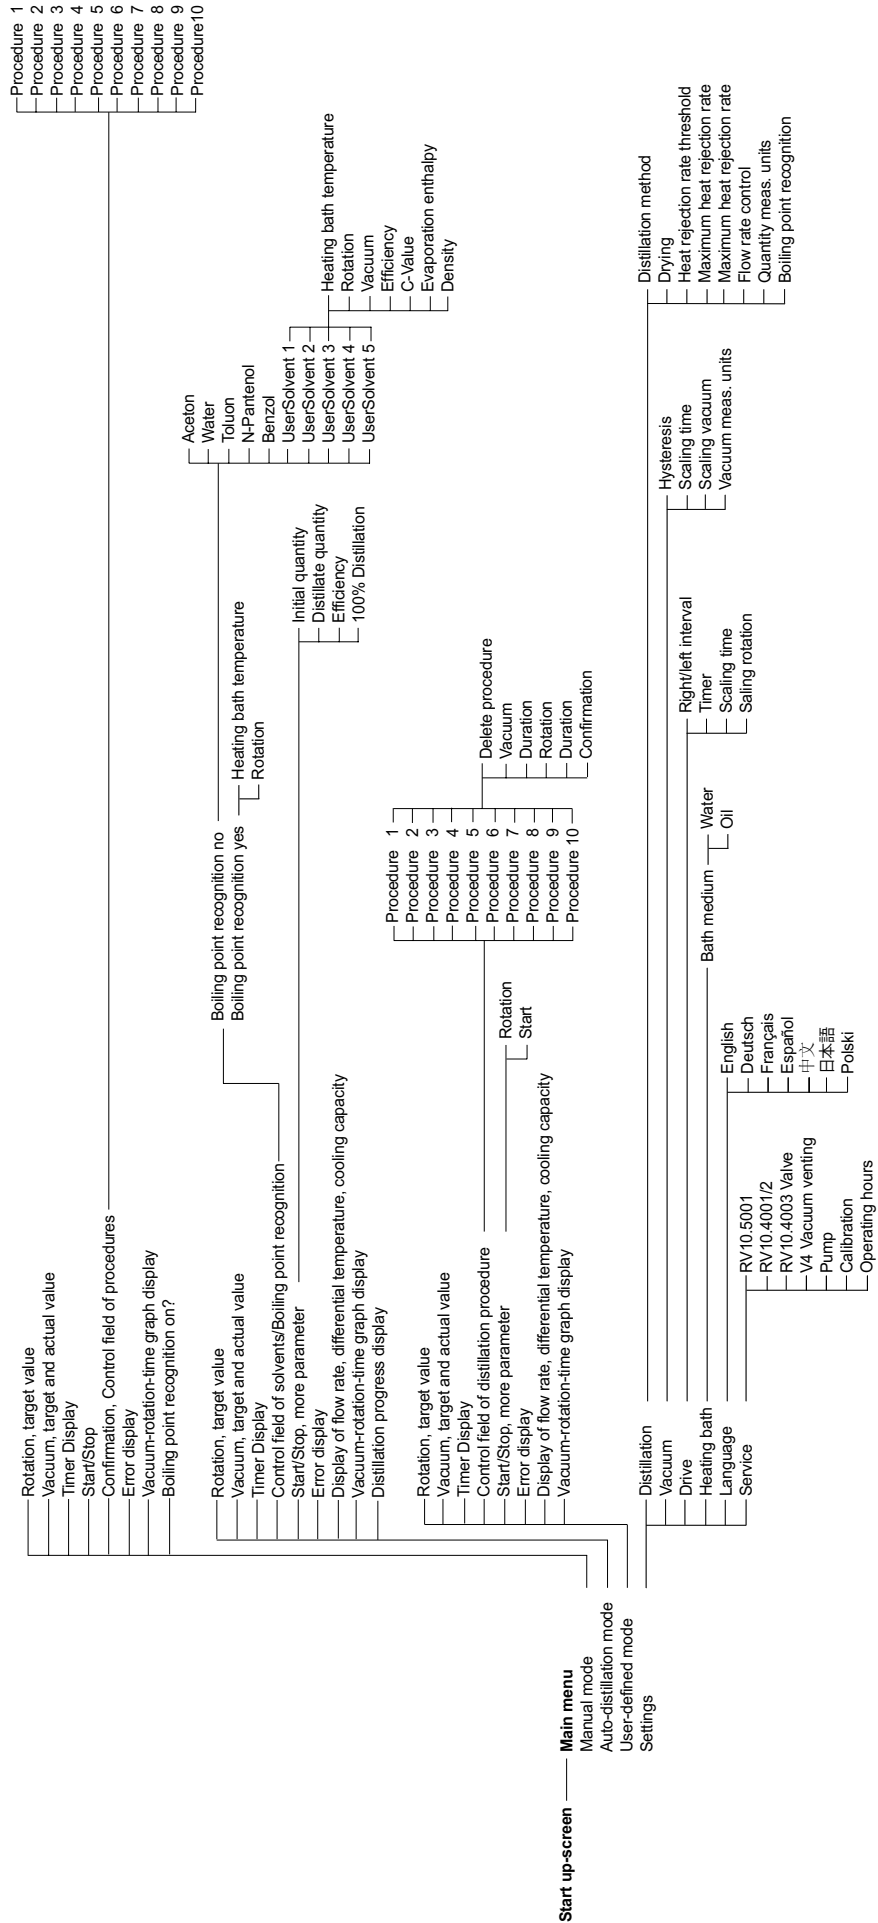 Start up-screen
Main menu
Manual mode
Auto-distillation mode
User-defined mode
Settings
Rotation, target value
Vacuum, target and actual value
Timer Display
Start/Stop
Confirmation, Control field of procedures
Error display
Vacuum-rotation-time graph display
Boiling point recognition on?
Procedure 1
Procedure 2
Procedure 3
Procedure 4
Procedure 5
Procedure 6
Procedure 7
Procedure 8
Procedure 9
Procedure10
Rotation, target value
Vacuum, target and actual value
Timer Display
Control field of solvents/Boiling point recognition
Start/Stop, more parameter
Error display
Display of flow rate, differential temperature, cooling capacity
Vacuum-rotation-time graph display
Distillation progress display
Boiling point recognition no
Boiling point recognition yes
Heating bath temperature
Rotation
Aceton
Water
Toluon
N-Pantenol
Benzol
UserSolvent 1
UserSolvent 2
UserSolvent 3
UserSolvent 4
UserSolvent 5
Heating bath temperature
Rotation
Vacuum
Efficiency
C-Value
Evaporation enthalpy
Density
Initial quantity
Distillate quantity
Efficiency
100% Distillation
Rotation, target value
Vacuum, target and actual value
Timer Display
Control field of distillation procedure
Start/Stop, more parameter
Error display
Display of flow rate, differential temperature, cooling capacity
Vacuum-rotation-time graph display
Procedure 1
Procedure 2
Procedure 3
Procedure 4
Procedure 5
Procedure 6
Procedure 7
Procedure 8
Procedure 9
Procedure 10
Delete procedure
Vacuum
Duration
Rotation
Duration
Confirmation
Rotation
Start
Distillation
Vacuum
Drive
Heating bath
Language
Service
Distillation method
Drying
Heat rejection rate threshold
Maximum heat rejection rate
Maximum heat rejection rate
Flow rate control
Quantity meas. units
Boiling point recognition
Hysteresis
Scaling time
Scaling vacuum
Vacuum meas. units
Right/left interval
Timer
Scaling time
Saling rotation
Bath medium
Water
Oil
English
Deutsch
Français
Español
中文
日本語
Polski
RV10.5001
RV10.4001/2
RV10.4003 Valve
V4 Vacuum venting
Pump
Calibration
Operating hours